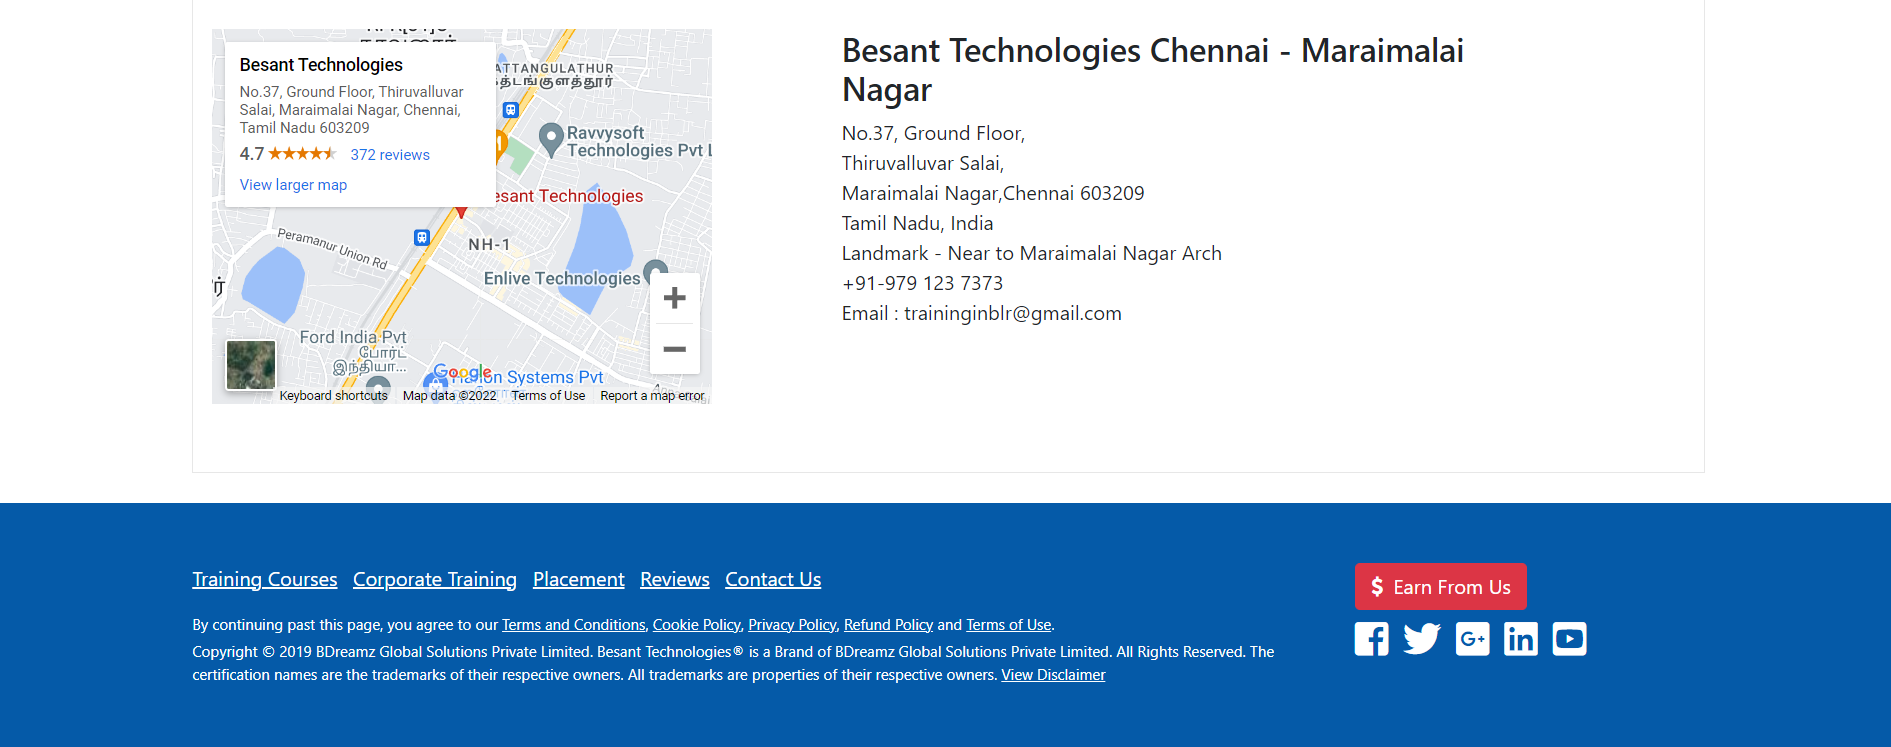 Besant Technologies
No.37, Ground Floor, Thiruvalluvar
Salai, Maraimalai Nagar, Chennai,
Tamil Nadu 603209
4.7 372 reviews
View larger map
ATTANGULATHUR
Ravvysoft
Technologies Pvt L
esant Technologies
Peramanur Union Rd
NH-1
Enlive Technologies
Ford India Pvt
போர்ட்
இந்தியா...
Google
Systems Pvt
Keyboard shortcuts Map data ©2022 Terms of Use Report a map error
Besant Technologies Chennai - Maraimalai
Nagar
No.37, Ground Floor,
Thiruvalluvar Salai,
Maraimalai Nagar,Chennai 603209
Tamil Nadu, India
Landmark - Near to Maraimalai Nagar Arch
+91-979 123 7373
Email : traininginblr@gmail.com
Training Courses Corporate Training Placement Reviews Contact Us
By continuing past this page, you agree to our Terms and Conditions, Cookie Policy, Privacy Policy, Refund Policy and Terms of Use.
Copyright © 2019 BDreamz Global Solutions Private Limited. Besant Technologies® is a Brand of BDreamz Global Solutions Private Limited. All Rights Reserved. The
certification names are the trademarks of their respective owners. All trademarks are properties of their respective owners. View Disclaimer
$ Earn From Us